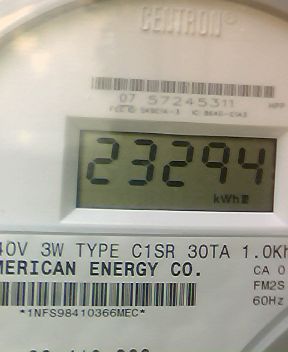 CENTRON®
07 57245311
23294
kWh
40V 3W TYPE C1SR 30TA 1.0Kh
MERICAN ENERGY CO.
CA 0
FM2S
60Hz
*1NFS98410366MEC*